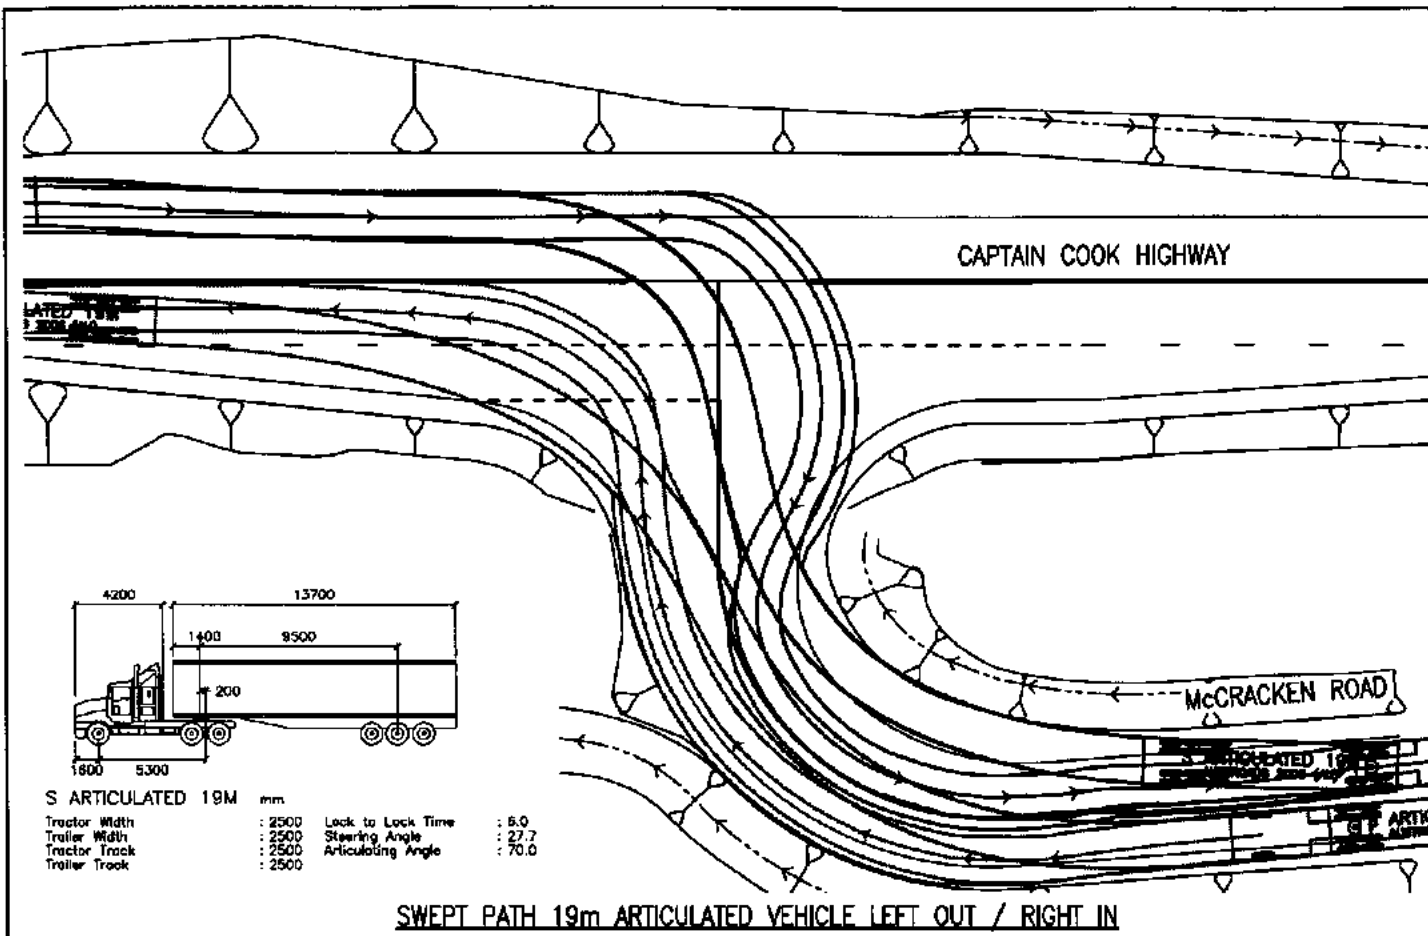 CAPTAIN COOK HIGHWAY
4200
13700
1400
9500
200
1600
5300
McCRACKEN ROAD
S ARTICULATED 19M mm
Tractor Width : 2500 Lock to Lock Time : 6.0
Trailer Width : 2500 Steering Angle : 27.7
Tractor Track : 2500 Articulating Angle : 70.0
Trailer Track : 2500
SWEPT PATH 19m ARTICULATED VEHICLE LEFT OUT / RIGHT IN